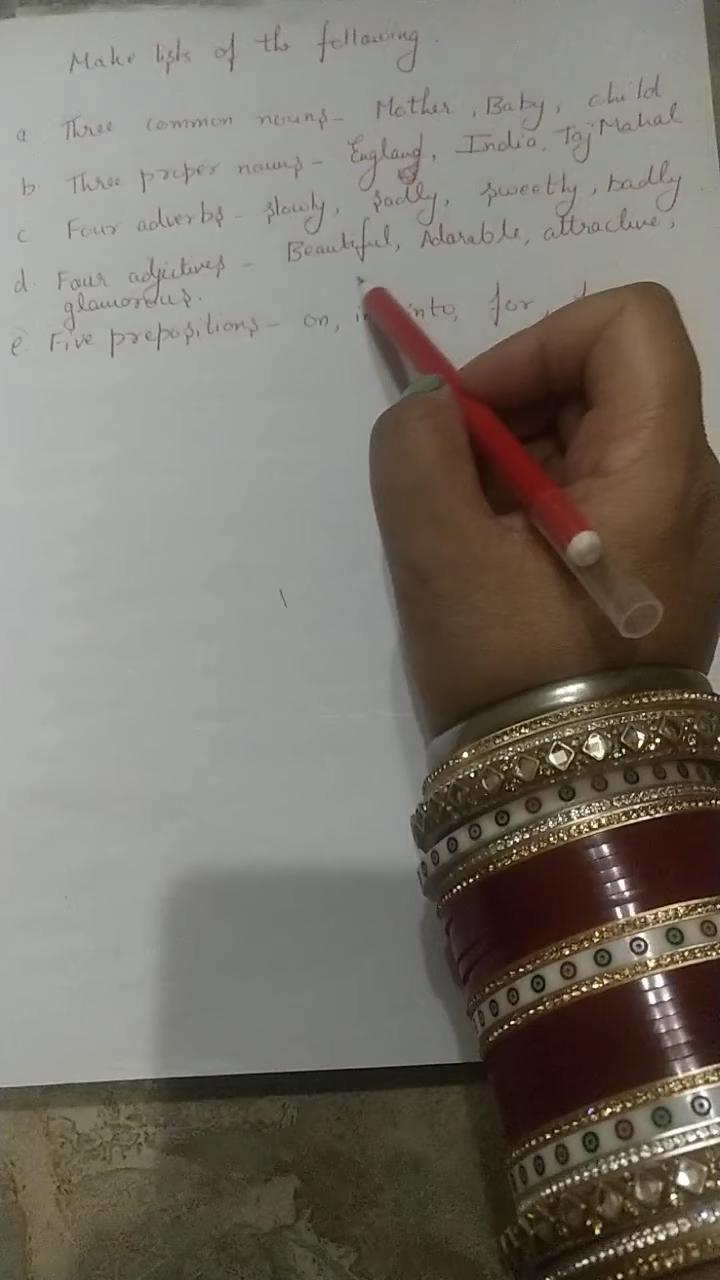 Make lists of the following.
a Three common nouns - Mother, Baby, child
b Three proper nouns - England, India, Taj Mahal
c Four adverbs - slowly, sadly, sweetly, badly
d. Four adjectives - Beautiful, Adorable, attractive,
glamorous.
e Five prepositions - on, into, for,